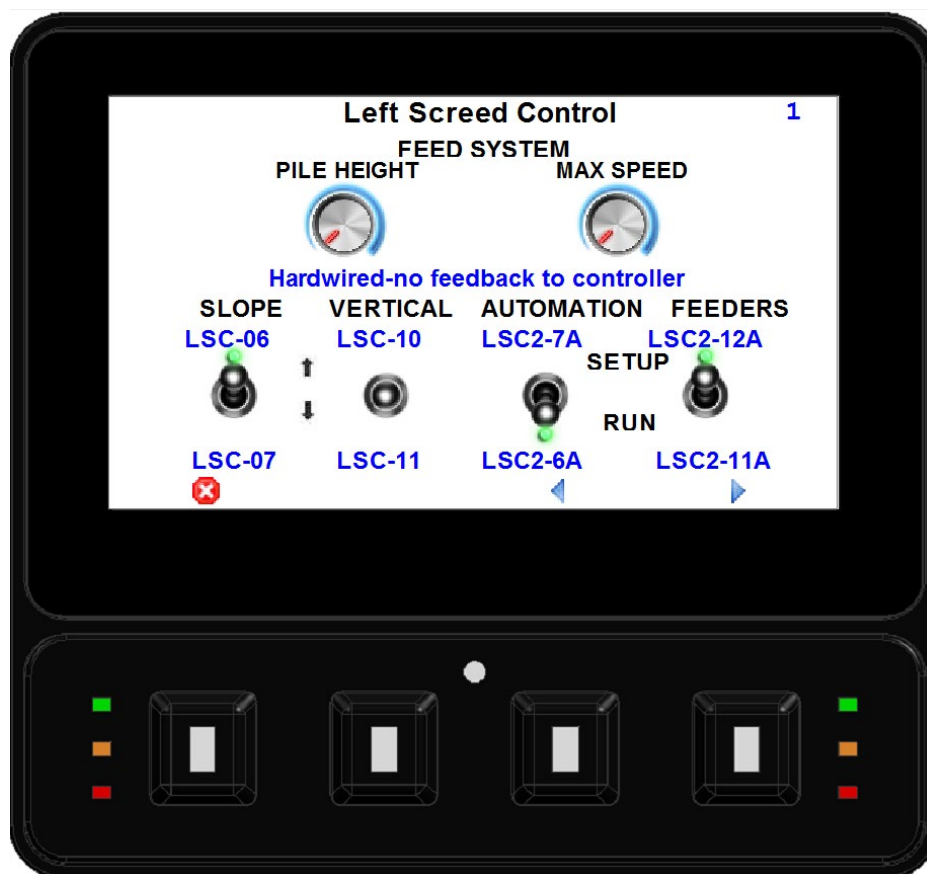 Left Screed Control 1
FEED SYSTEM
PILE HEIGHT MAX SPEED
Hardwired-no feedback to controller
SLOPE VERTICAL AUTOMATION FEEDERS
LSC-06 LSC-10 LSC2-7A LSC2-12A
SETUP
RUN
LSC-07 LSC-11 LSC2-6A LSC2-11A